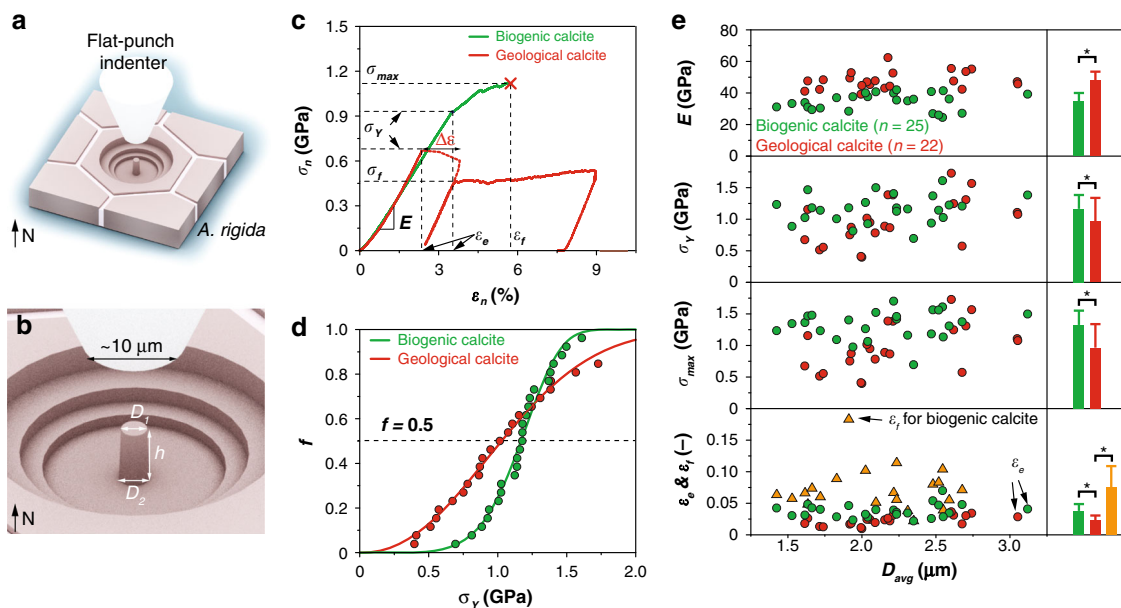 a
Flat-punch
indenter
N
A. rigida
b
~10 μm
D1
h
D2
N
c
σn (GPa)
1.5
1.2
0.9
0.6
0.3
0
Biogenic calcite
Geological calcite
σmax
σY
Δε
σf
E
εe
εf
0
3
6
9
εn (%)
d
f
1.0
0.8
0.6
0.4
0.2
0
Biogenic calcite
Geological calcite
f = 0.5
0
0.5
1.0
1.5
2.0
σY (GPa)
e
E (GPa)
80
60
40
20
0
*
Biogenic calcite (n = 25)
Geological calcite (n = 22)
σY (GPa)
1.5
1.0
0.5
0
*
σmax (GPa)
1.5
1.0
0.5
0
*
εe & εf (–)
0.20
0.15
0.10
0.05
0
εf for biogenic calcite
εe
*
*
1.5
2.0
2.5
3.0
Davg (μm)